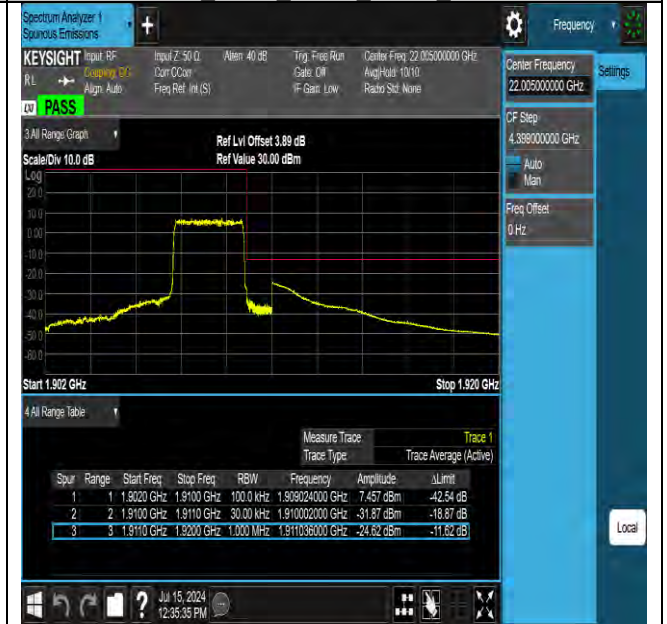 Spectrum Analyzer 1
Spurious Emissions
+
Frequency
KEYSIGHT
RL
Input: RF
Coupling: DC
Align: Auto
Input Z: 50 Ω
Corr CCorr
Freq Ref: Int (S)
Atten: 40 dB
Trig: Free Run
Gate: Off
IF Gain: Low
Center Freq: 22.005000000 GHz
Avg|Hold: 10/10
Radio Std: None
PASS
Center Frequency
22.005000000 GHz
Settings
CF Step
4.399000000 GHz
Auto
Man
Freq Offset
0 Hz
3 All Range Graph
Scale/Div 10.0 dB
Ref Lvl Offset 3.89 dB
Ref Value 30.00 dBm
Log
20.0
10.0
0.00
-10.0
-20.0
-30.0
-40.0
-50.0
-60.0
Start 1.902 GHz
Stop 1.920 GHz
4 All Range Table
Measure Trace Trace 1
Trace Type Trace Average (Active)
Spur Range Start Freq Stop Freq RBW Frequency Amplitude ΔLimit
1 1 1.9020 GHz 1.9100 GHz 100.0 kHz 1.909024000 GHz 7.457 dBm -42.54 dB
2 2 1.9100 GHz 1.9110 GHz 30.00 kHz 1.910002000 GHz -31.87 dBm -18.87 dB
3 3 1.9110 GHz 1.9200 GHz 1.000 MHz 1.911036000 GHz -24.62 dBm -11.62 dB
Local
?
Jul 15, 2024
12:35:35 PM